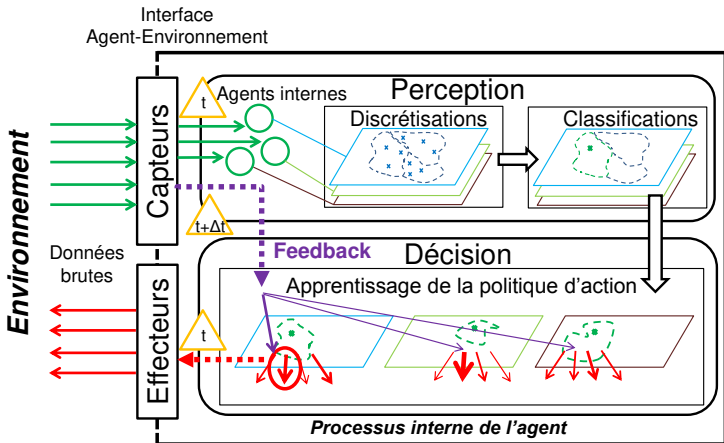 Interface
Agent-Environnement
Environnement
Capteurs
t
Agents internes
Perception
Discrétisations
Classifications
t+Δt
Feedback
Données
brutes
Effecteurs
t
Décision
Apprentissage de la politique d'action
Processus interne de l'agent